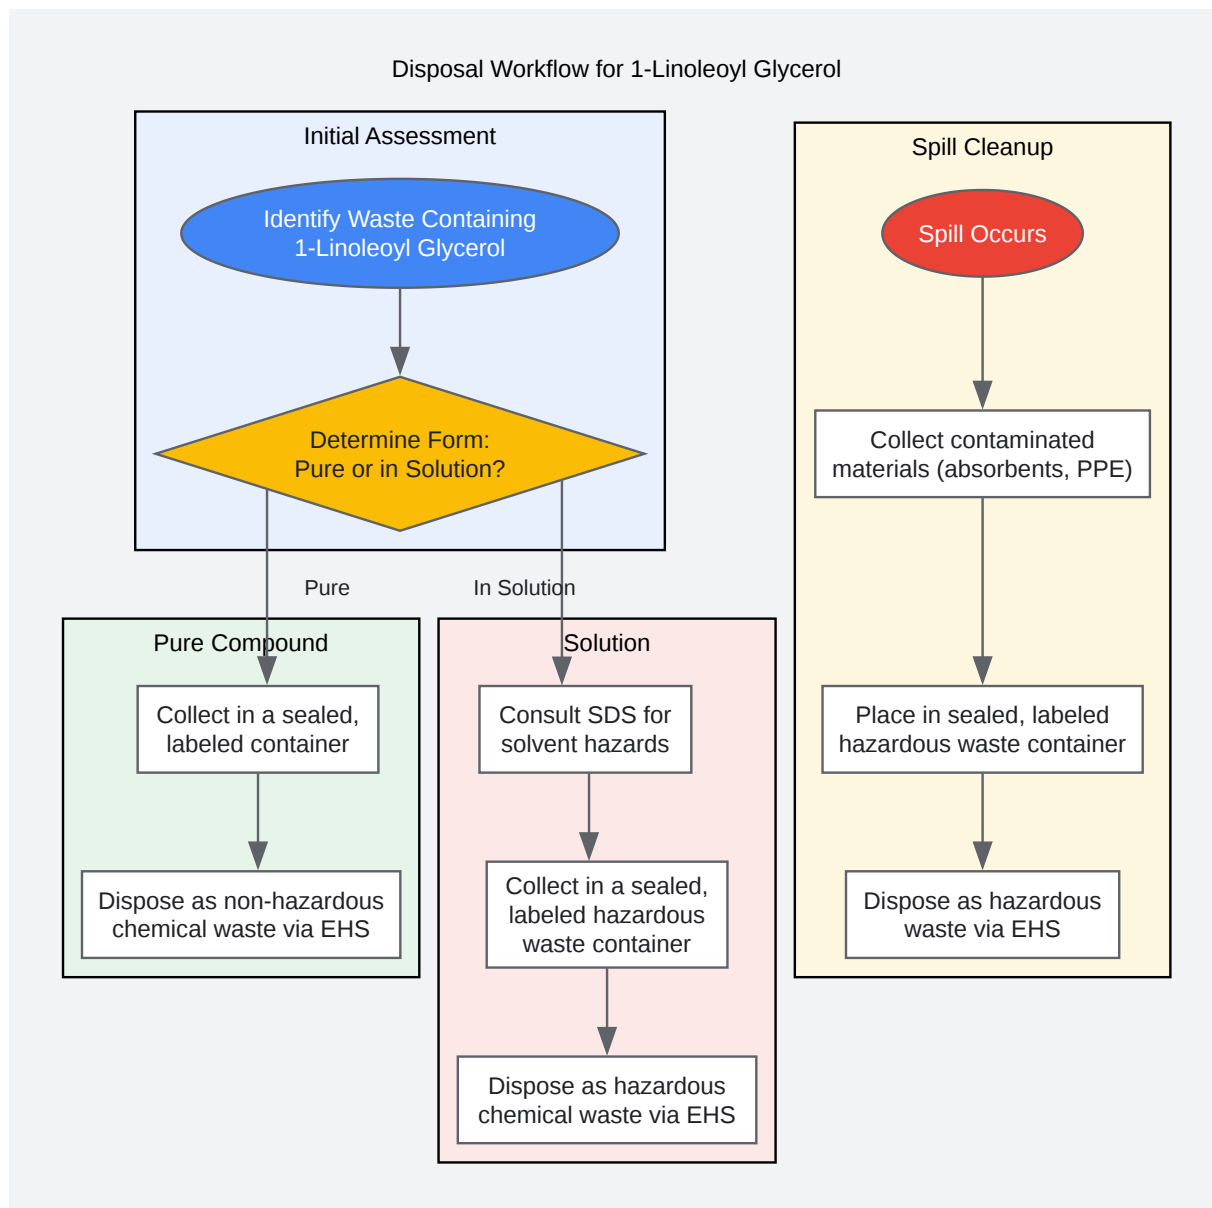 Disposal Workflow for 1-Linoleoyl Glycerol
Initial Assessment
Identify Waste Containing
1-Linoleoyl Glycerol
Determine Form:
Pure or in Solution?
Pure
In Solution
Pure Compound
Collect in a sealed,
labeled container
Dispose as non-hazardous
chemical waste via EHS
Solution
Consult SDS for
solvent hazards
Collect in a sealed,
labeled hazardous
waste container
Dispose as hazardous
chemical waste via EHS
Spill Cleanup
Spill Occurs
Collect contaminated
materials (absorbents, PPE)
Place in sealed, labeled
hazardous waste container
Dispose as hazardous
waste via EHS